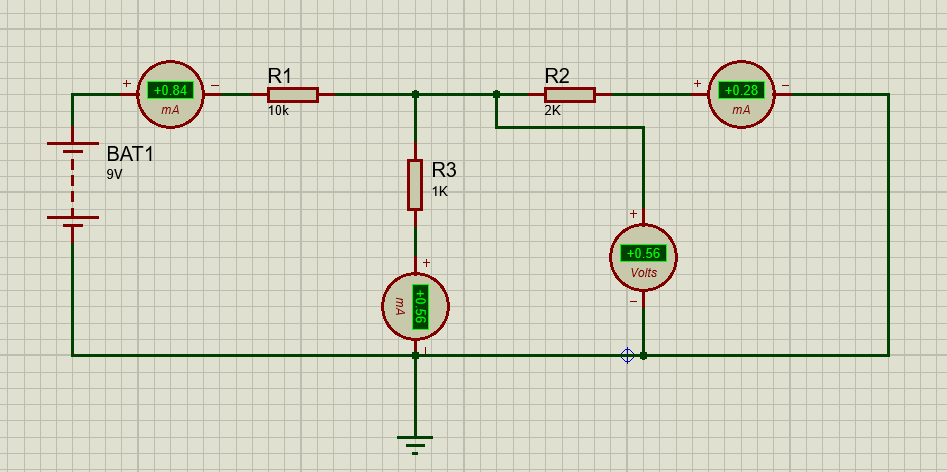 R1
R2
+0.84
mA
10k
2K
+0.28
mA
BAT1
9V
R3
1K
+0.56
mA
+0.56
Volts